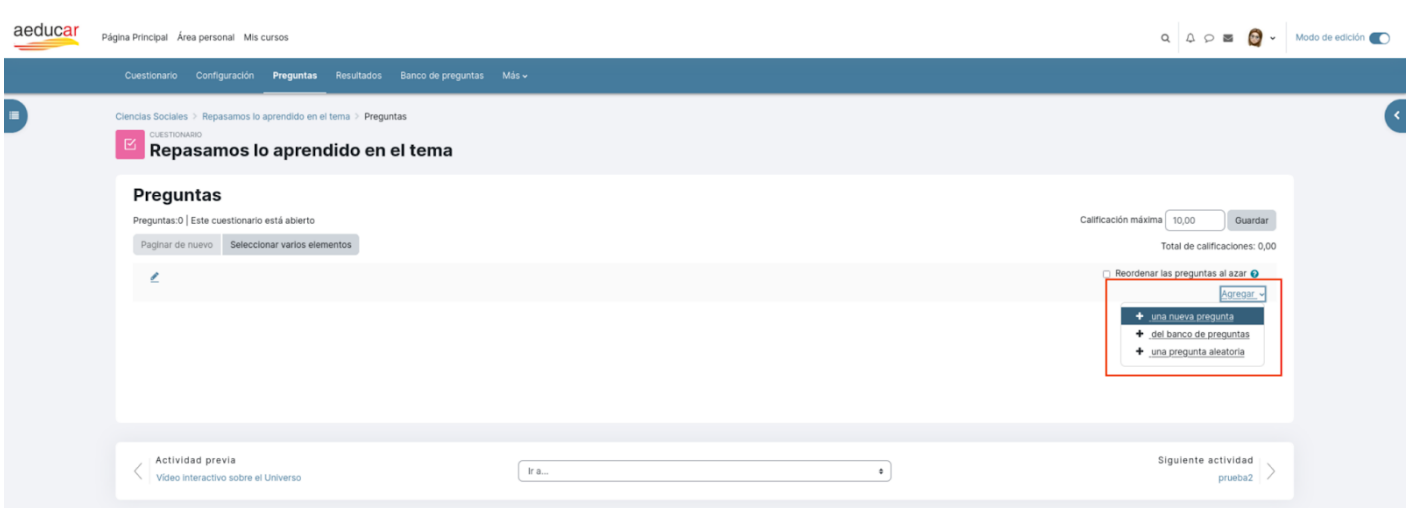 aeducar
Página Principal Área personal Mis cursos
Modo de edición
Cuestionario Configuración Preguntas Resultados Banco de preguntas Más
Ciencias Sociales > Repasamos lo aprendido en el tema > Preguntas
CUESTIONARIO
Repasamos lo aprendido en el tema
Preguntas
Preguntas:0 | Este cuestionario está abierto
Calificación máxima 10,00 Guardar
Paginar de nuevo Seleccionar varios elementos
Total de calificaciones: 0,00
Reordenar las preguntas al azar
Agregar
una nueva pregunta
del banco de preguntas
una pregunta aleatoria
Actividad previa
Vídeo interactivo sobre el Universo
Ir a...
Siguiente actividad
prueba2